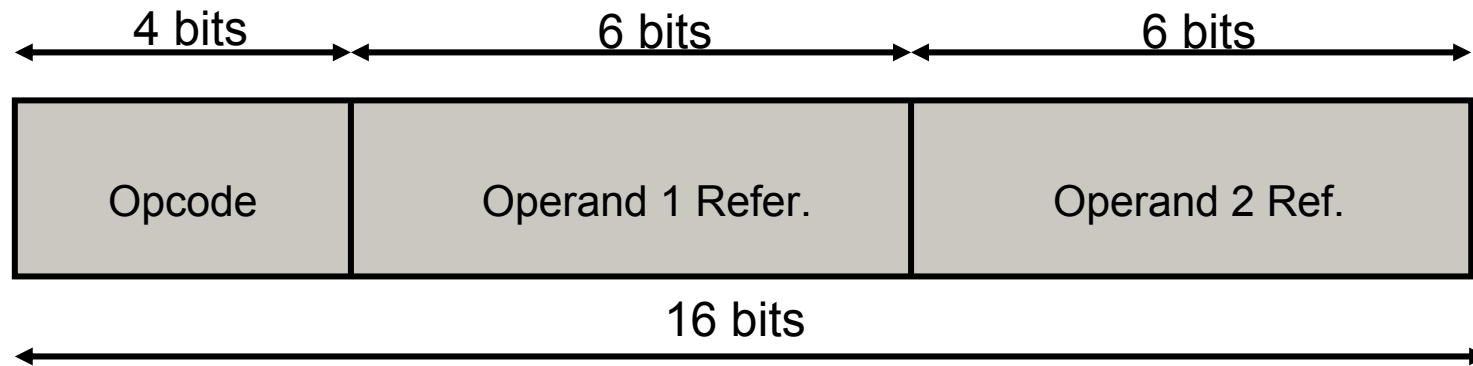 4 bits 6 bits 6 bits
Opcode Operand 1 Refer. Operand 2 Ref.
16 bits